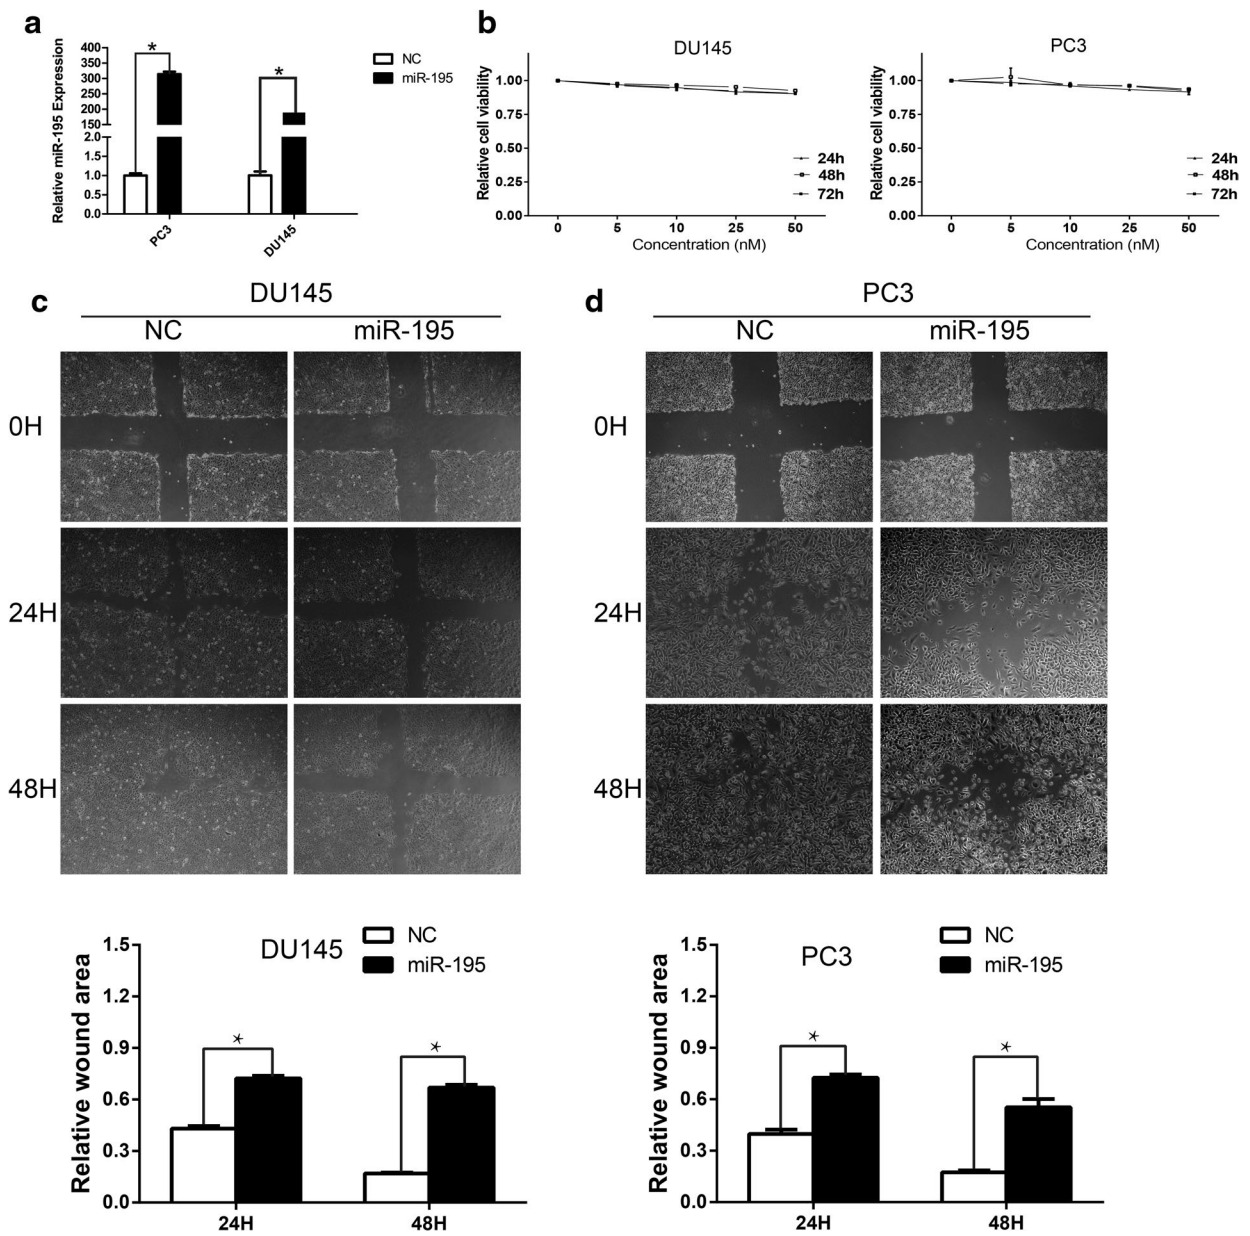 a
Relative miR-195 Expression
400
350
300
250
200
150
2.0
1.5
1.0
0.5
0.0
*
*
NC
miR-195
PC3
DU145
b
DU145
Relative cell viability
1.00
0.75
0.50
0.25
0.00
24h
48h
72h
0 5 10 25 50
Concentration (nM)
PC3
Relative cell viability
1.00
0.75
0.50
0.25
0.00
24h
48h
72h
0 5 10 25 50
Concentration (nM)
c
DU145
NC miR-195
0H
24H
48H
d
PC3
NC miR-195
0H
24H
48H
DU145
NC
miR-195
Relative wound area
1.5
1.2
0.9
0.6
0.3
0.0
*
*
24H 48H
PC3
NC
miR-195
Relative wound area
1.5
1.2
0.9
0.6
0.3
0.0
*
*
24H 48H